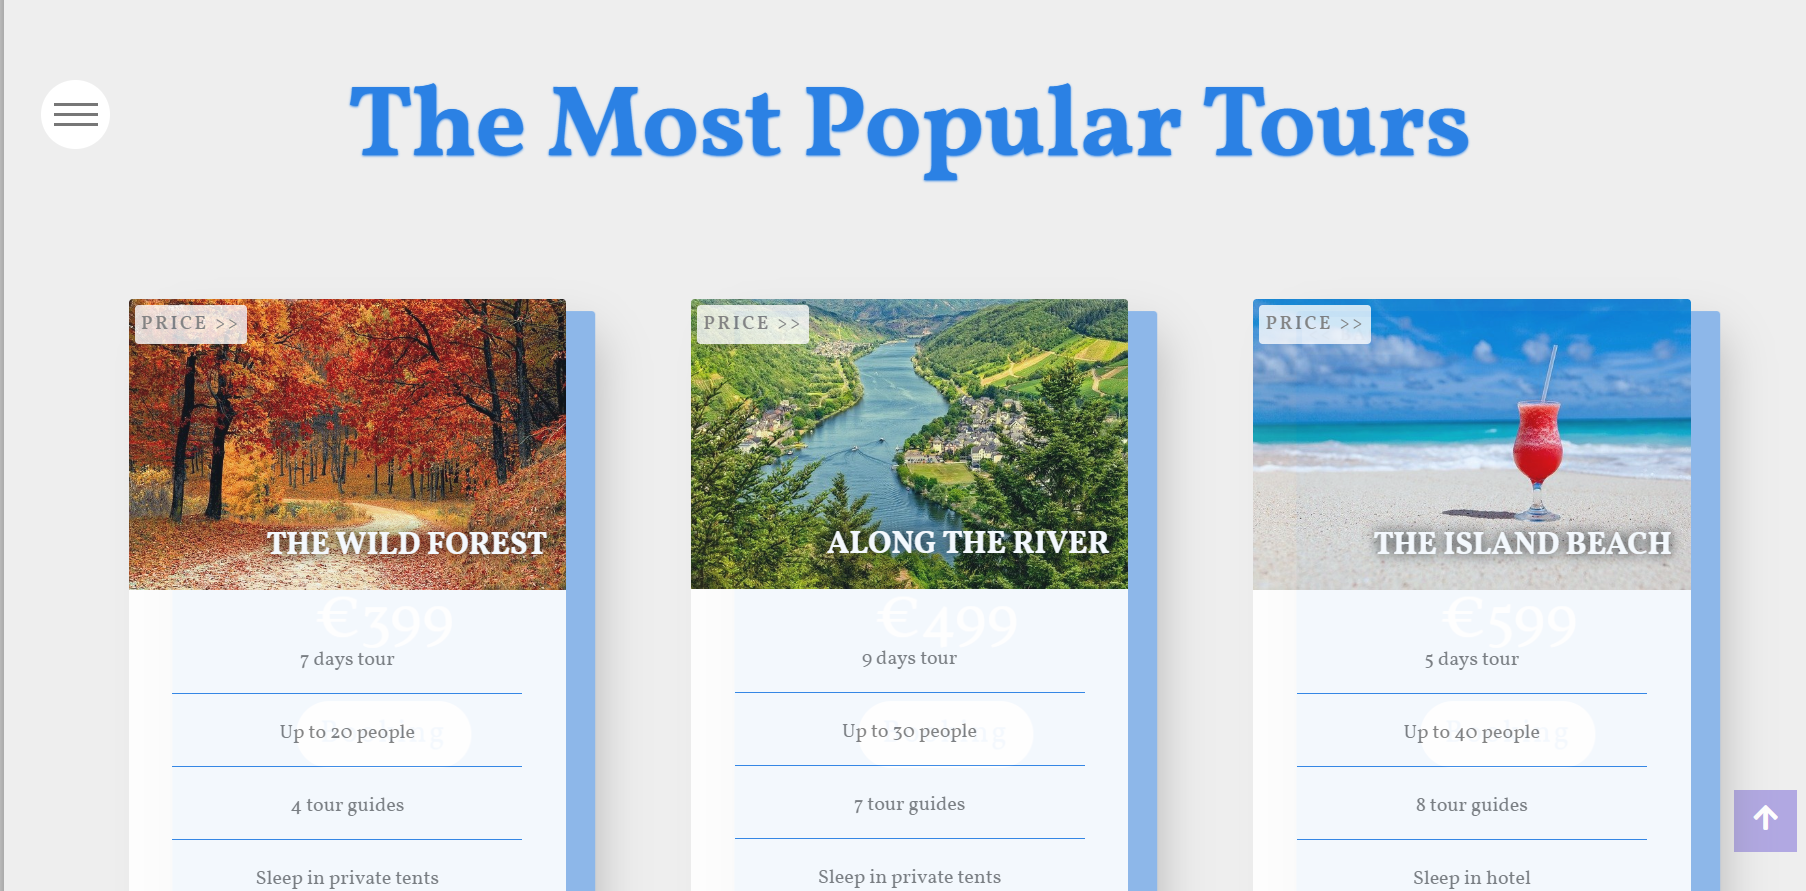 The Most Popular Tours
PRICE >>
THE WILD FOREST
€399
7 days tour
Up to 20 people
4 tour guides
Sleep in private tents
PRICE >>
ALONG THE RIVER
€499
9 days tour
Up to 30 people
7 tour guides
Sleep in private tents
PRICE >>
THE ISLAND BEACH
€599
5 days tour
Up to 40 people
8 tour guides
Sleep in hotel